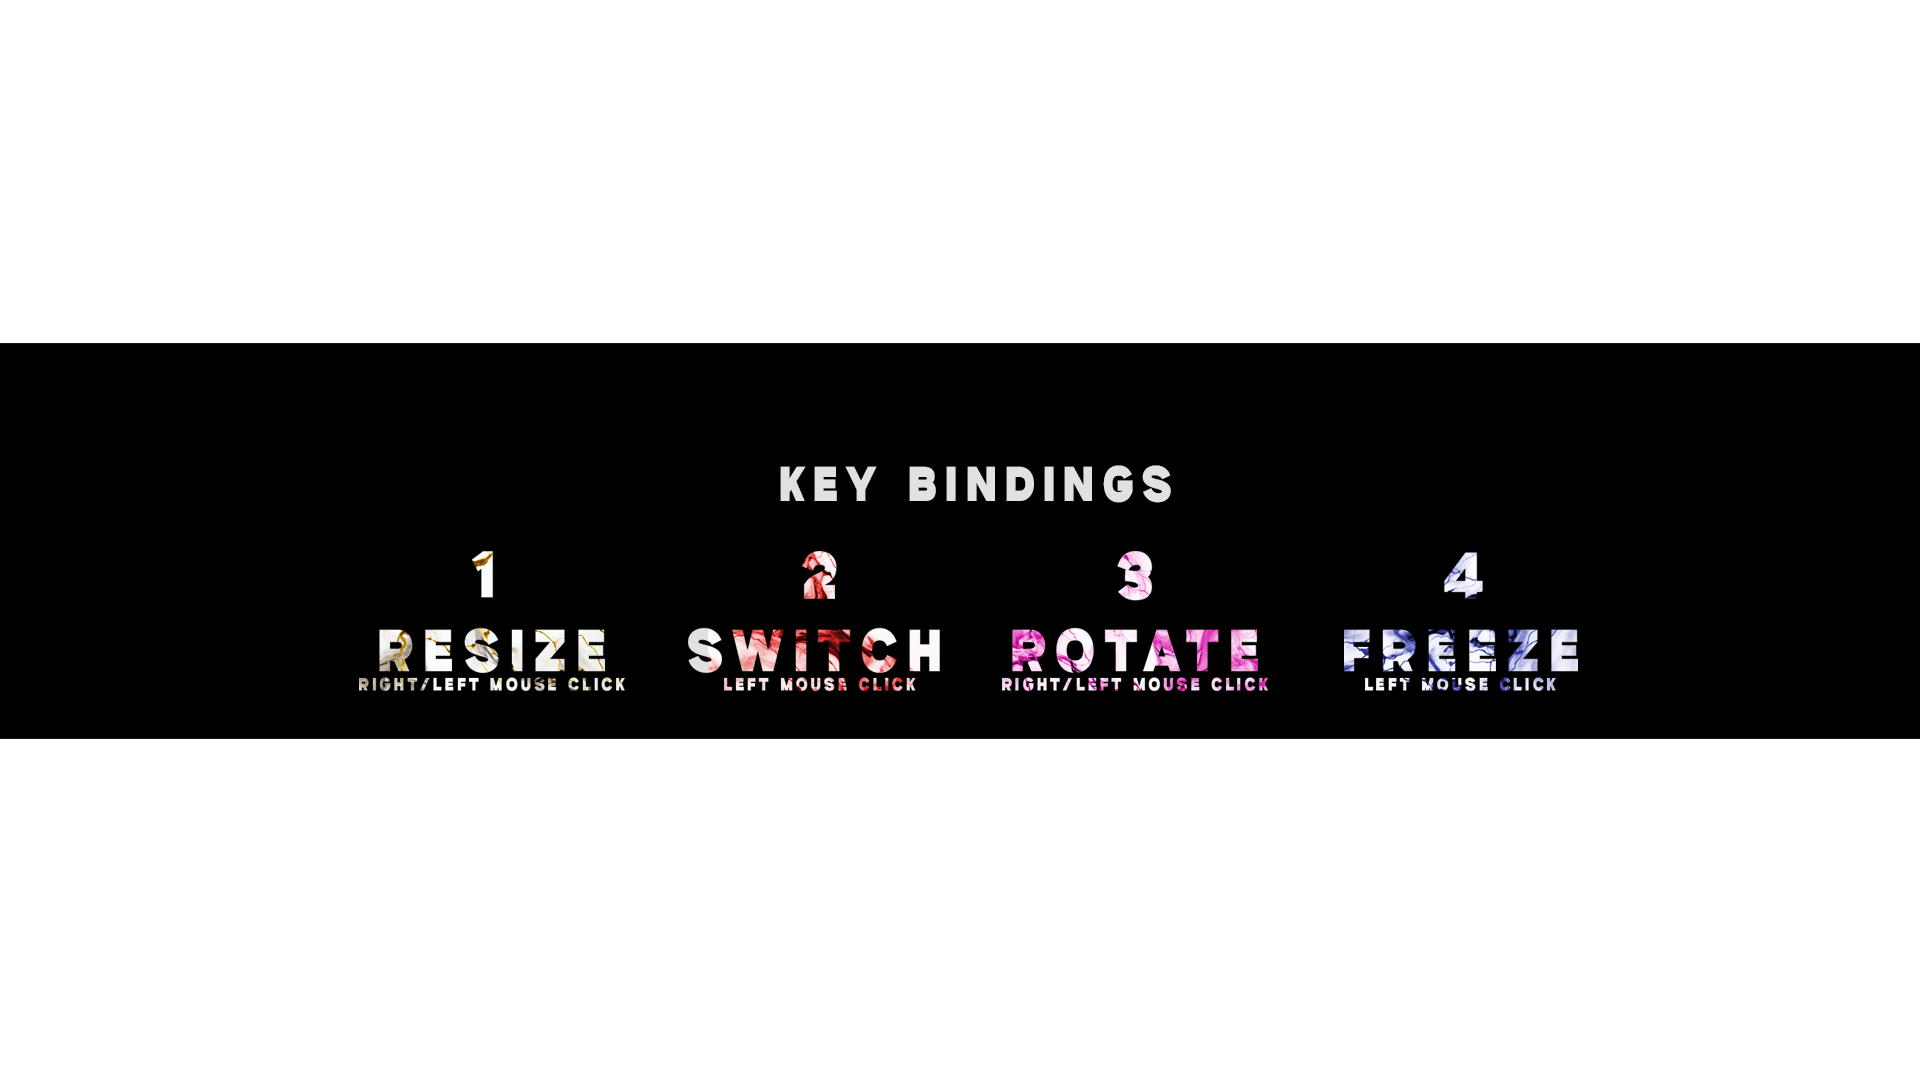 KEY BINDINGS
1 2 3 4
RESIZE SWITCH ROTATE FREEZE
RIGHT/LEFT MOUSE CLICK LEFT MOUSE CLICK RIGHT/LEFT MOUSE CLICK LEFT MOUSE CLICK